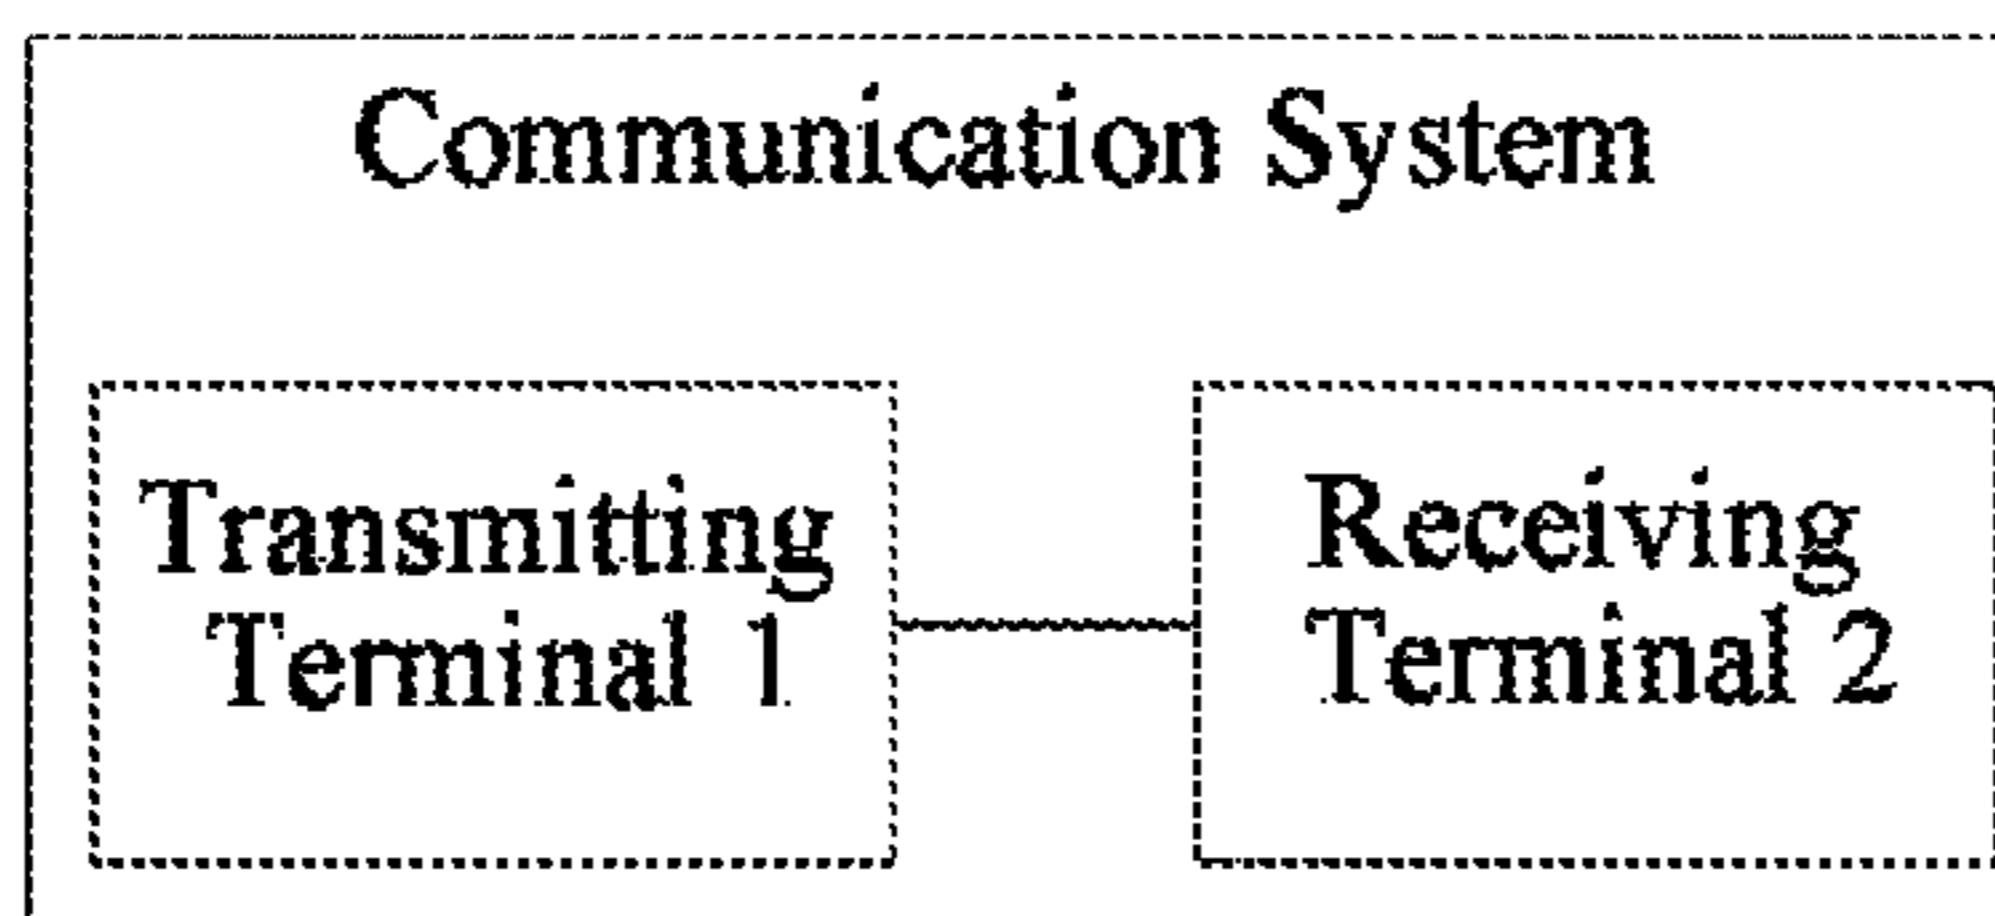 Communication System
Transmitting
Terminal 1
Receiving
Terminal 2